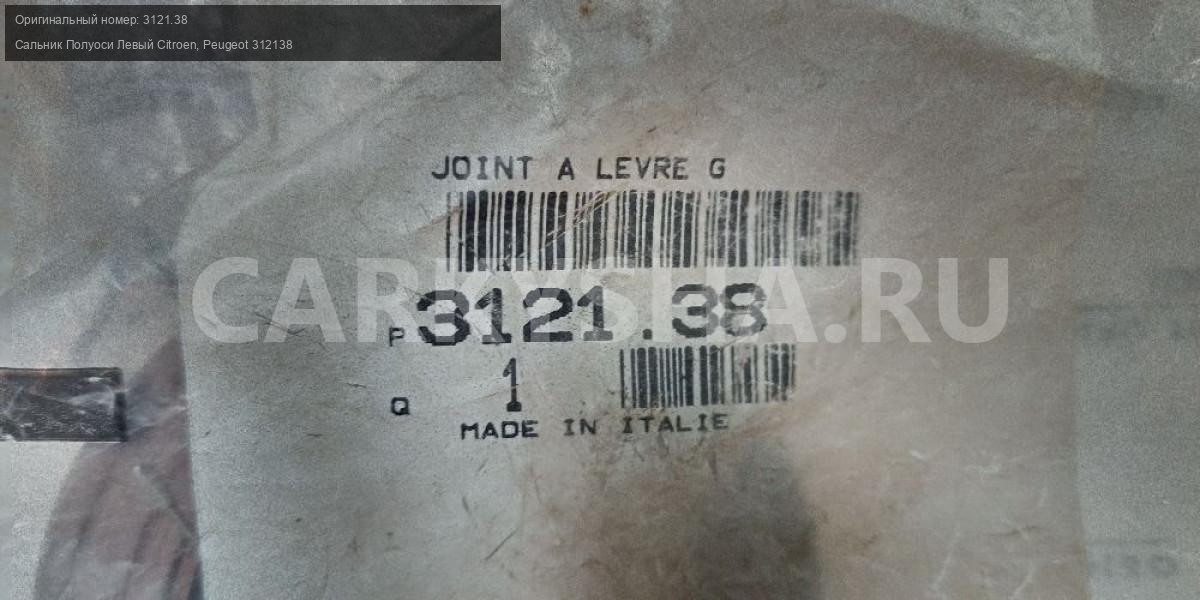 Оригинальный номер: 3121.38
Сальник Полуоси Левый Citroen, Peugeot 312138
JOINT A LEVRE G
CARKYSHA.RU
P 3121.38
Q 1
MADE IN ITALIE